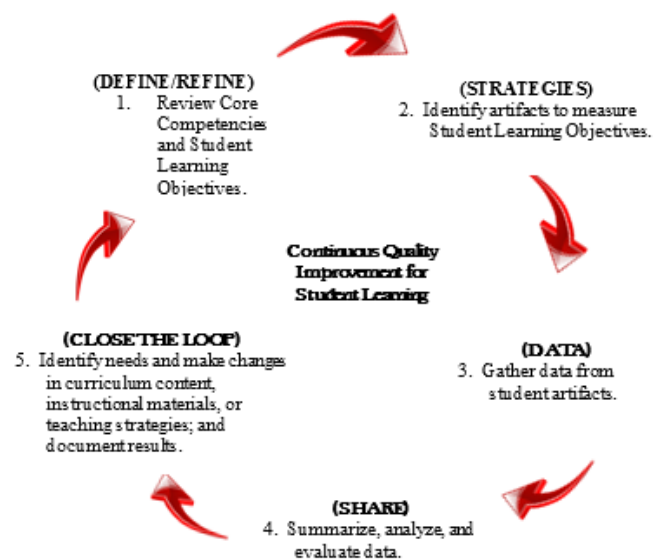 (DEFINE/REFINE)
1. Review Core
Competencies
and Student
Learning
Objectives.
(STRATEGIES)
2. Identify artifacts to measure
Student Learning Objectives.
Continuous Quality
Improvement for
Student Learning
(DATA)
3. Gather data from
student artifacts.
(SHARE)
4. Summarize, analyze, and
evaluate data.
(CLOSE THE LOOP)
5. Identify needs and make changes
in curriculum content,
instructional materials, or
teaching strategies; and
document results.